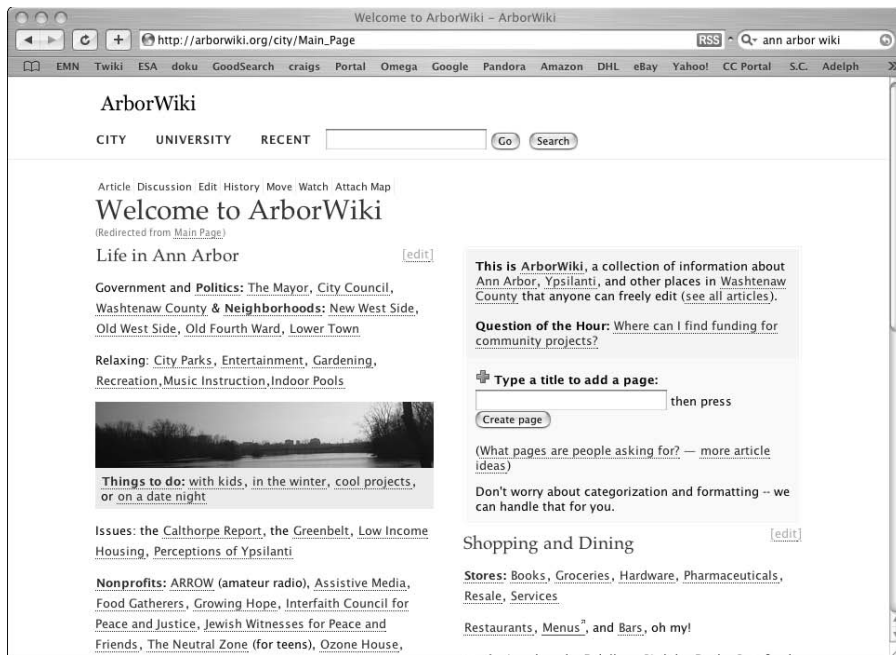 Welcome to ArborWiki – ArborWiki
http://arborwiki.org/city/Main_Page
RSS
ann arbor wiki
EMN Twiki ESA doku GoodSearch craigs Portal Omega Google Pandora Amazon DHL eBay Yahoo! CC Portal S.C. Adelph
ArborWiki
CITY UNIVERSITY RECENT
Go Search
Article Discussion Edit History Move Watch Attach Map
Welcome to ArborWiki
(Redirected from Main Page)
Life in Ann Arbor
[edit]
Government and Politics: The Mayor, City Council,
Washtenaw County & Neighborhoods: New West Side,
Old West Side, Old Fourth Ward, Lower Town
Relaxing: City Parks, Entertainment, Gardening,
Recreation,Music Instruction,Indoor Pools
Things to do: with kids, in the winter, cool projects,
or on a date night
Issues: the Calthorpe Report, the Greenbelt, Low Income
Housing, Perceptions of Ypsilanti
Nonprofits: ARROW (amateur radio), Assistive Media,
Food Gatherers, Growing Hope, Interfaith Council for
Peace and Justice, Jewish Witnesses for Peace and
Friends, The Neutral Zone (for teens), Ozone House,
This is ArborWiki, a collection of information about
Ann Arbor, Ypsilanti, and other places in Washtenaw
County that anyone can freely edit (see all articles).
Question of the Hour: Where can I find funding for
community projects?
Type a title to add a page:
then press
Create page
(What pages are people asking for? — more article
ideas)
Don't worry about categorization and formatting -- we
can handle that for you.
[edit]
Shopping and Dining
Stores: Books, Groceries, Hardware, Pharmaceuticals,
Resale, Services
Restaurants, Menus, and Bars, oh my!